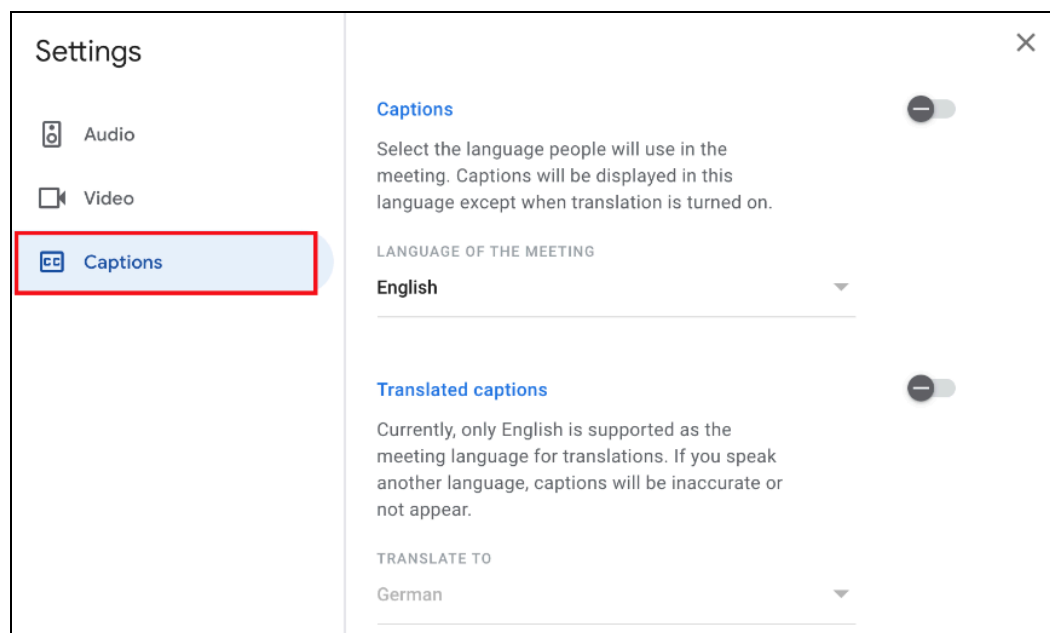 Settings
Audio
Video
Captions
Captions
Select the language people will use in the
meeting. Captions will be displayed in this
language except when translation is turned on.
LANGUAGE OF THE MEETING
English
Translated captions
Currently, only English is supported as the
meeting language for translations. If you speak
another language, captions will be inaccurate or
not appear.
TRANSLATE TO
German